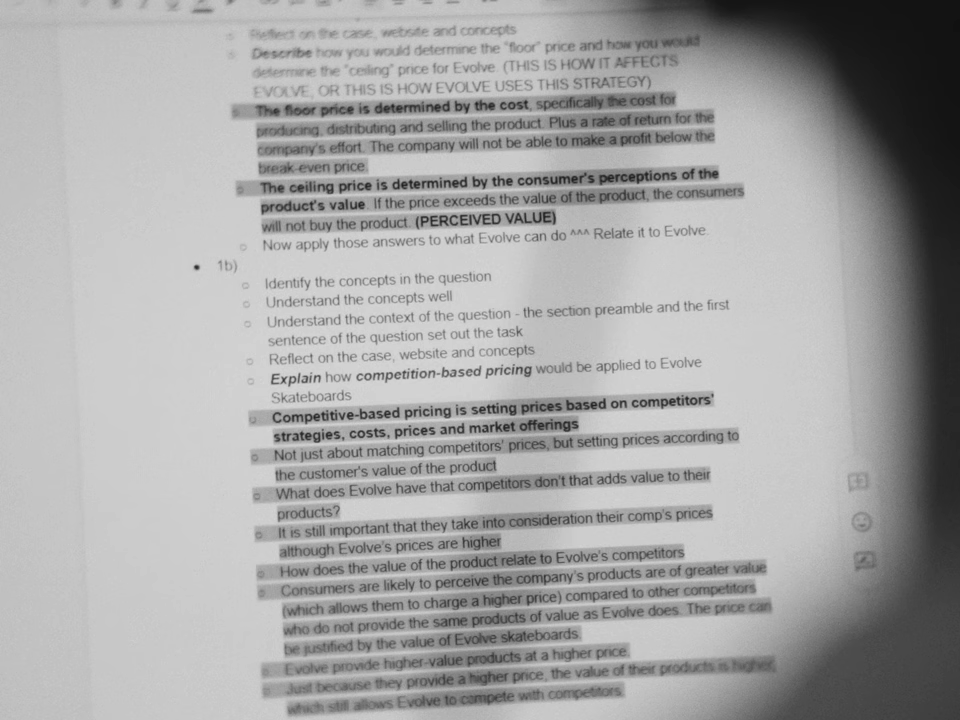 Reflect on the case, website and concepts
Describe how you would determine the "floor" price and how you would
determine the "ceiling" price for Evolve. (THIS IS HOW IT AFFECTS
EVOLVE, OR THIS IS HOW EVOLVE USES THIS STRATEGY)
The floor price is determined by the cost, specifically the cost for
producing, distributing and selling the product. Plus a rate of return for the
company's effort. The company will not be able to make a profit below the
break-even price.
The ceiling price is determined by the consumer's perceptions of the
product's value. If the price exceeds the value of the product, the consumers
will not buy the product. (PERCEIVED VALUE)
Now apply those answers to what Evolve can do ^^^ Relate it to Evolve.
1b)
Identify the concepts in the question
Understand the concepts well
Understand the context of the question - the section preamble and the first
sentence of the question set out the task
Reflect on the case, website and concepts
Explain how competition-based pricing would be applied to Evolve
Skateboards
Competitive-based pricing is setting prices based on competitors'
strategies, costs, prices and market offerings
Not just about matching competitors' prices, but setting prices according to
the customer's value of the product
What does Evolve have that competitors don't that adds value to their
products?
It is still important that they take into consideration their comp's prices
although Evolve's prices are higher
How does the value of the product relate to Evolve's competitors
Consumers are likely to perceive the company's products are of greater value
(which allows them to charge a higher price) compared to other competitors
who do not provide the same products of value as Evolve does. The price can
be justified by the value of Evolve skateboards.
Evolve provide higher-value products at a higher price.
Just because they provide a higher price, the value of their products is higher,
which still allows Evolve to compete with competitors.